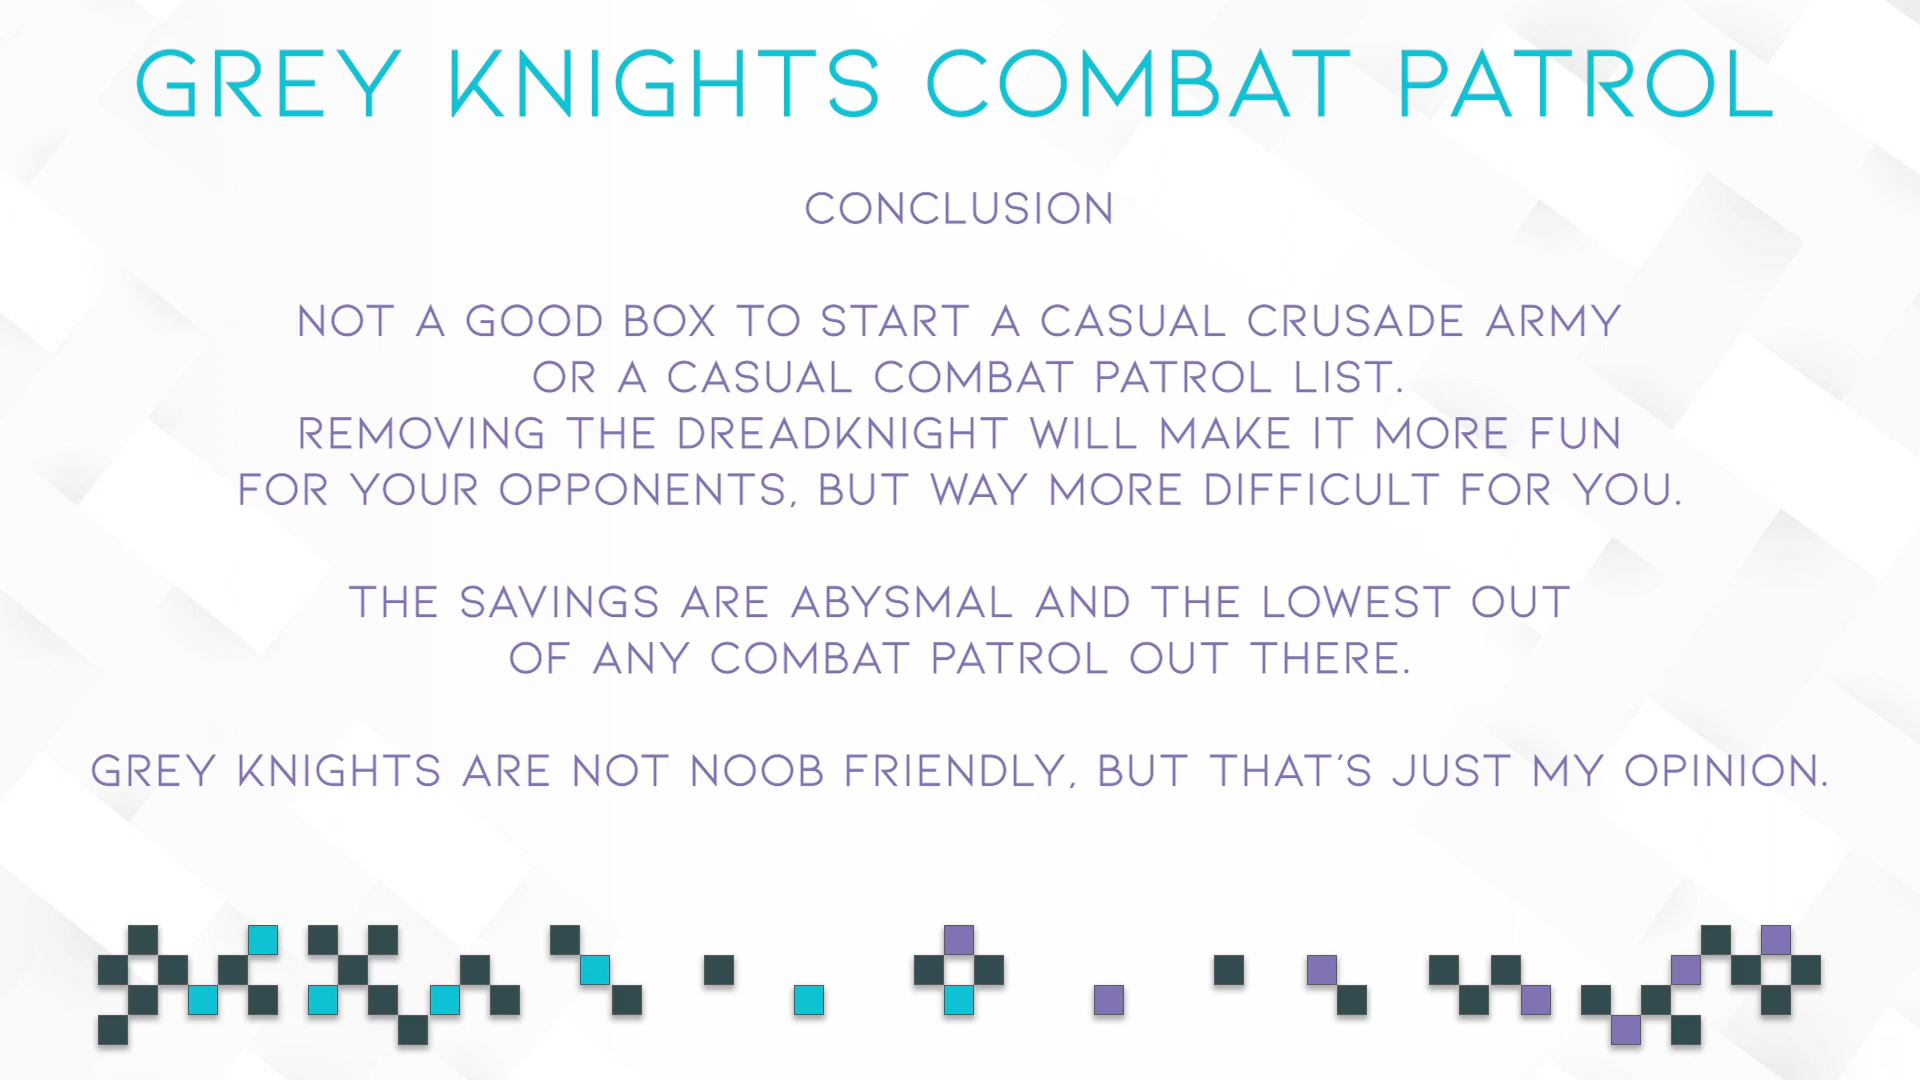 GREY KNIGHTS COMBAT PATROL
CONCLUSION
NOT A GOOD BOX TO START A CASUAL CRUSADE ARMY
OR A CASUAL COMBAT PATROL LIST.
REMOVING THE DREADKNIGHT WILL MAKE IT MORE FUN
FOR YOUR OPPONENTS, BUT WAY MORE DIFFICULT FOR YOU.
THE SAVINGS ARE ABYSMAL AND THE LOWEST OUT
OF ANY COMBAT PATROL OUT THERE.
GREY KNIGHTS ARE NOT NOOB FRIENDLY, BUT THAT'S JUST MY OPINION.